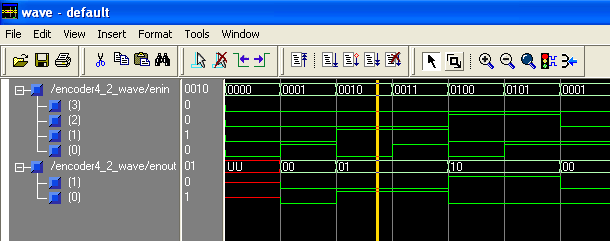 wave - default
File Edit View Insert Format Tools Window
/encoder4_2_wave/enin 0010 0000 0001 0010 0011 0100 0101 0001
(3) 0
(2) 0
(1) 1
(0) 0
/encoder4_2_wave/enout 01 UU 00 01 10 00
(1) 0
(0) 1